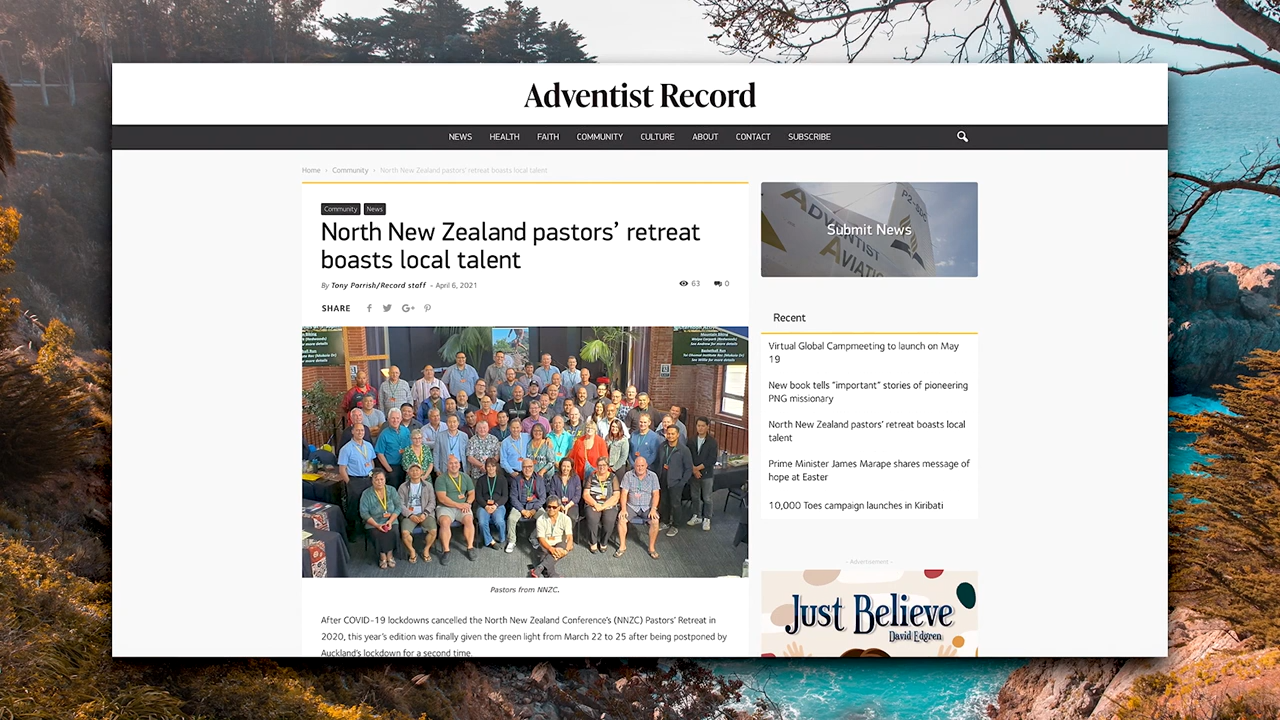 Adventist Record
NEWS HEALTH FAITH COMMUNITY CULTURE ABOUT CONTACT SUBSCRIBE
Home › Community › North New Zealand pastors' retreat boasts local talent
Community News
North New Zealand pastors’ retreat
boasts local talent
By Tony Parrish/Record staff - April 6, 2021
63 0
SHARE
Pastors from NNZC.
After COVID-19 lockdowns cancelled the North New Zealand Conference's (NNZC) Pastors' Retreat in
2020, this year's edition was finally given the green light from March 22 to 25 after being postponed by
Auckland's lockdown for a second time.
P2-
ADVENTIST
AVIATIO
Submit News
Recent
Virtual Global Campmeeting to launch on May
19
New book tells “important” stories of pioneering
PNG missionary
North New Zealand pastors’ retreat boasts local
talent
Prime Minister James Marape shares message of
hope at Easter
10,000 Toes campaign launches in Kiribati
- Advertisement -
Just Believe
David Edgren